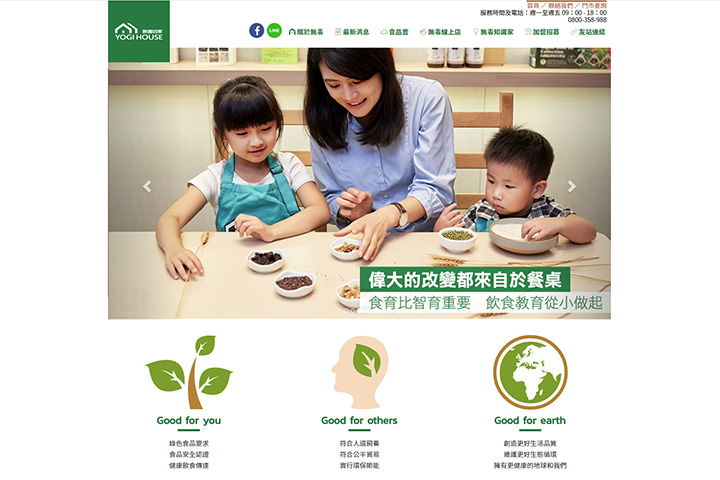 首頁 ／ 聯絡我們 ／ 門市查詢
服務時間及電話：週一至週五 09：00 - 18：00
0800-358-988
無毒的家
YOGI HOUSE
LINE
關於無毒
最新消息
食品雲
無毒線上店
無毒知識家
加盟招募
友站連結
偉大的改變都來自於餐桌
食育比智育重要　飲食教育從小做起
Good for you
綠色食品要求
食品安全認證
健康飲食傳達
Good for others
符合人道飼養
符合公平貿易
實行環保節能
Good for earth
創造更好生活品質
維護更好生態循環
擁有更健康的地球和我們